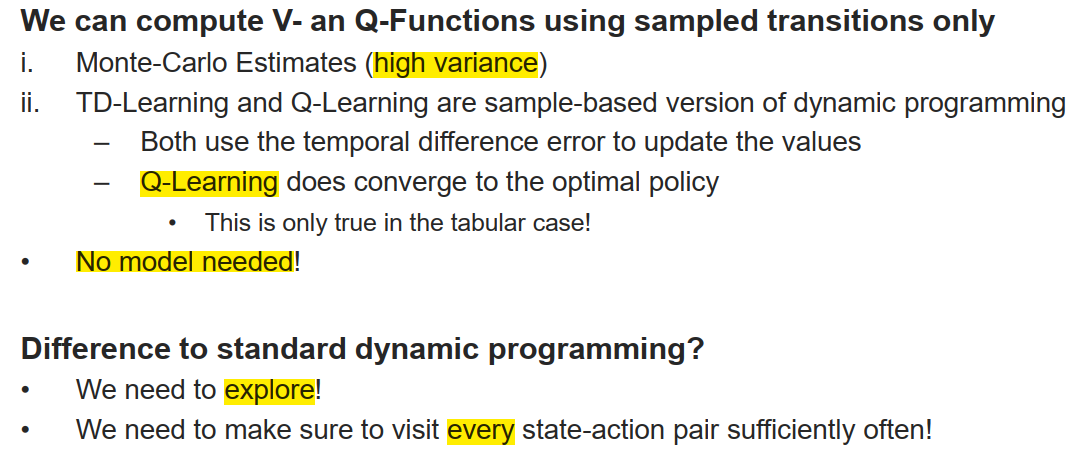 We can compute V- an Q-Functions using sampled transitions only
i. Monte-Carlo Estimates (high variance)
ii. TD-Learning and Q-Learning are sample-based version of dynamic programming
– Both use the temporal difference error to update the values
– Q-Learning does converge to the optimal policy
• This is only true in the tabular case!
• No model needed!
Difference to standard dynamic programming?
• We need to explore!
• We need to make sure to visit every state-action pair sufficiently often!